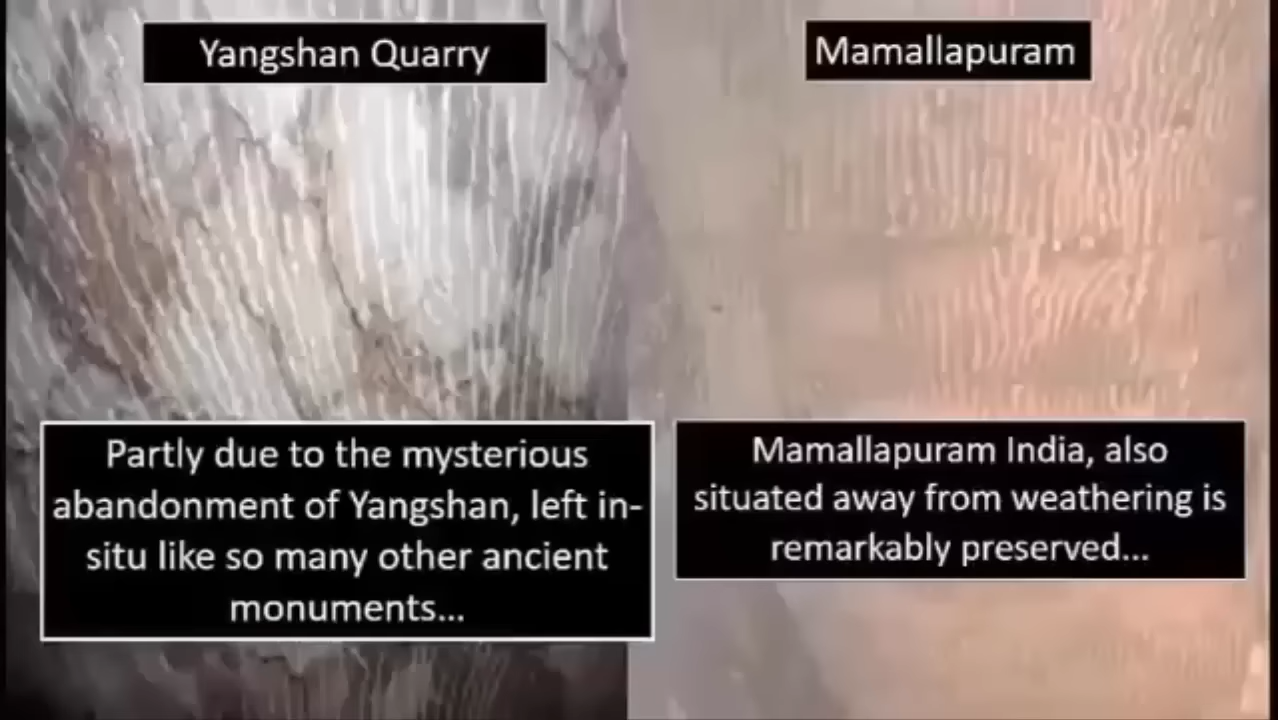 Yangshan Quarry
Mamallapuram
Partly due to the mysterious
abandonment of Yangshan, left in-
situ like so many other ancient
monuments...
Mamallapuram India, also
situated away from weathering is
remarkably preserved...